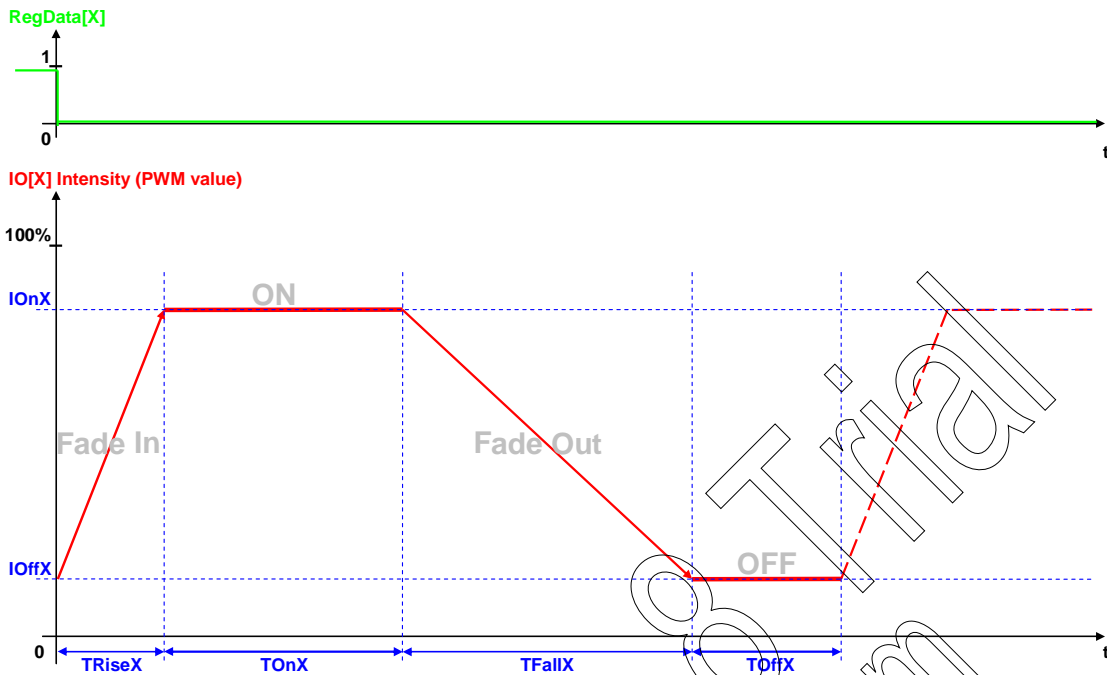 RegData[X]
1
0
t
IO[X] Intensity (PWM value)
100%
IOnX
ON
Fade In
Fade Out
IOffX
OFF
0
t
TRiseX
TOnX
TFallX
TOffX
g Trial
m